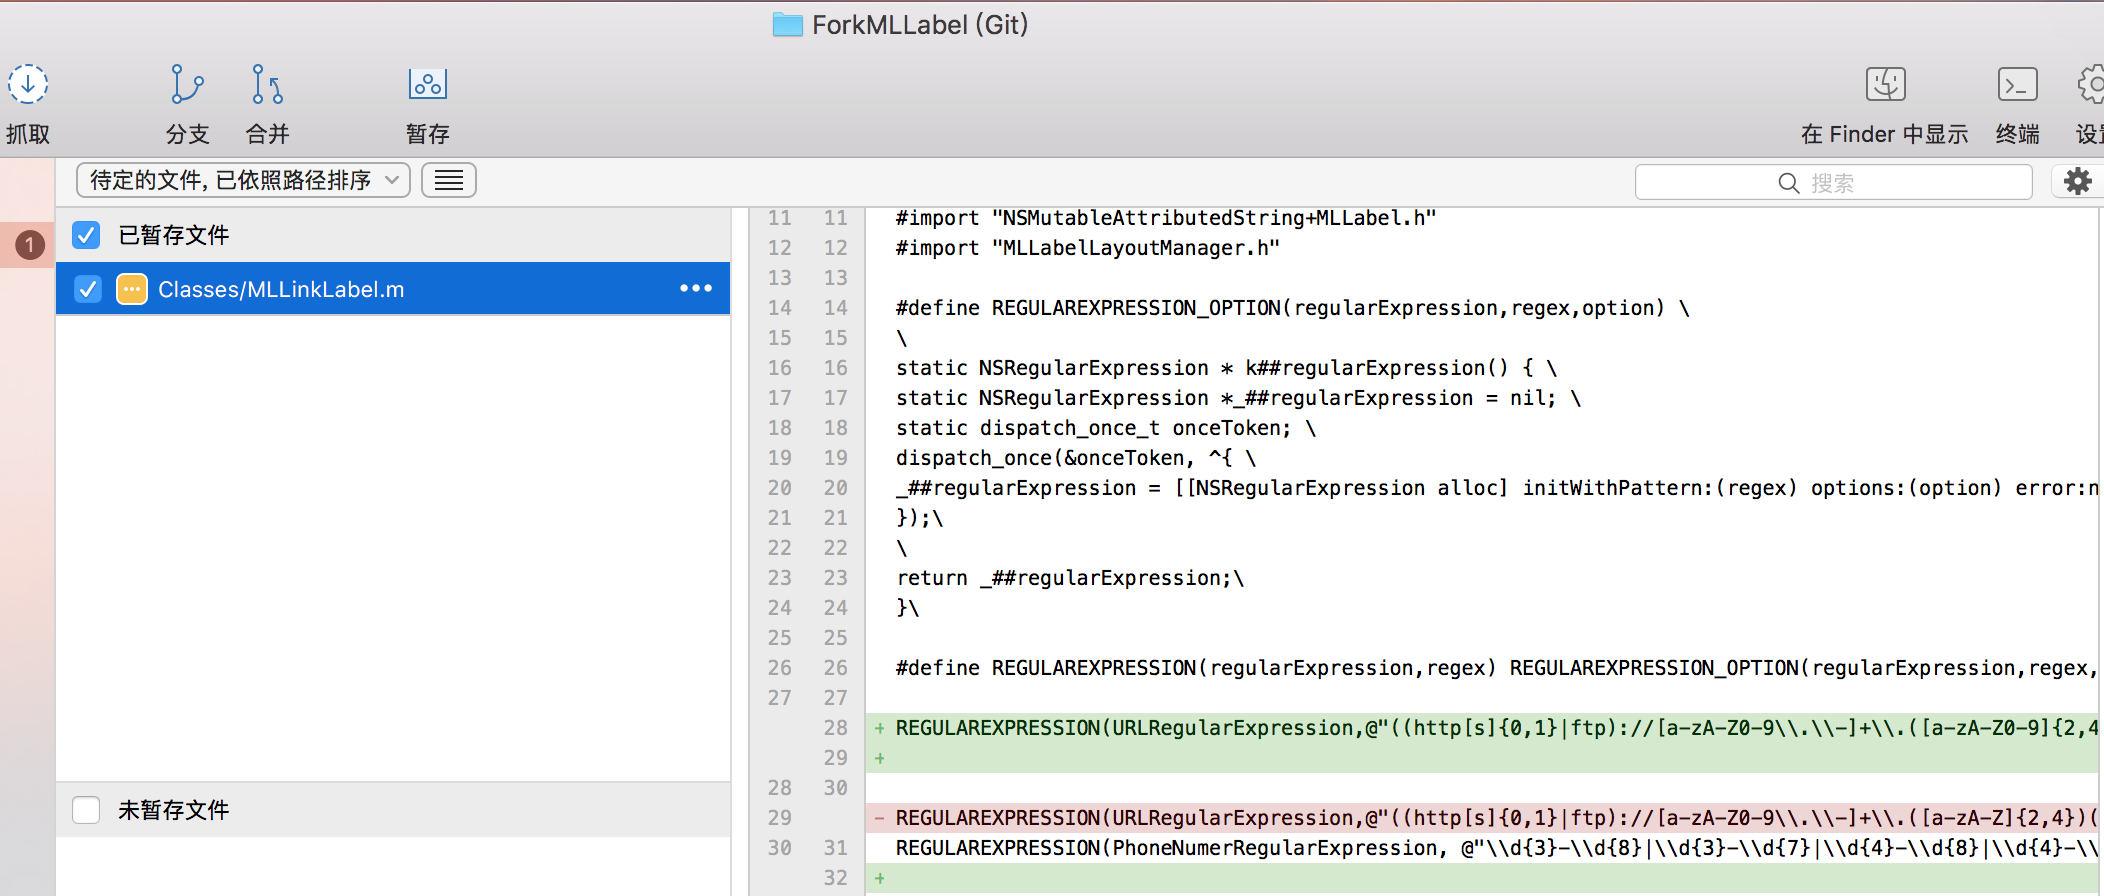 ForkMLLabel (Git)
抓取 分支 合并 暂存 在 Finder 中显示 终端
待定的文件, 已依照路径排序 搜索
1 已暂存文件
Classes/MLLinkLabel.m
未暂存文件
11 11 #import "NSMutableAttributedString+MLLabel.h"
12 12 #import "MLLabelLayoutManager.h"
13 13
14 14 #define REGULAREXPRESSION_OPTION(regularExpression,regex,option) \
15 15 \
16 16 static NSRegularExpression * k##regularExpression() { \
17 17 static NSRegularExpression *_##regularExpression = nil; \
18 18 static dispatch_once_t onceToken; \
19 19 dispatch_once(&onceToken, ^{ \
20 20 _##regularExpression = [[NSRegularExpression alloc] initWithPattern:(regex) options:(option) error:n
21 21 });\
22 22 \
23 23 return _##regularExpression;\
24 24 }\
25 25
26 26 #define REGULAREXPRESSION(regularExpression,regex) REGULAREXPRESSION_OPTION(regularExpression,regex,
27 27
28 + REGULAREXPRESSION(URLRegularExpression,@"((http[s]{0,1}|ftp)://[a-zA-Z0-9\\.\\-]+\\.([a-zA-Z0-9]{2,4
29 +
28 30
29 - REGULAREXPRESSION(URLRegularExpression,@"((http[s]{0,1}|ftp)://[a-zA-Z0-9\\.\\-]+\\.([a-zA-Z]{2,4})(
30 31 REGULAREXPRESSION(PhoneNumerRegularExpression, @"\\d{3}-\\d{8}|\\d{3}-\\d{7}|\\d{4}-\\d{8}|\\d{4}-\\
32 +